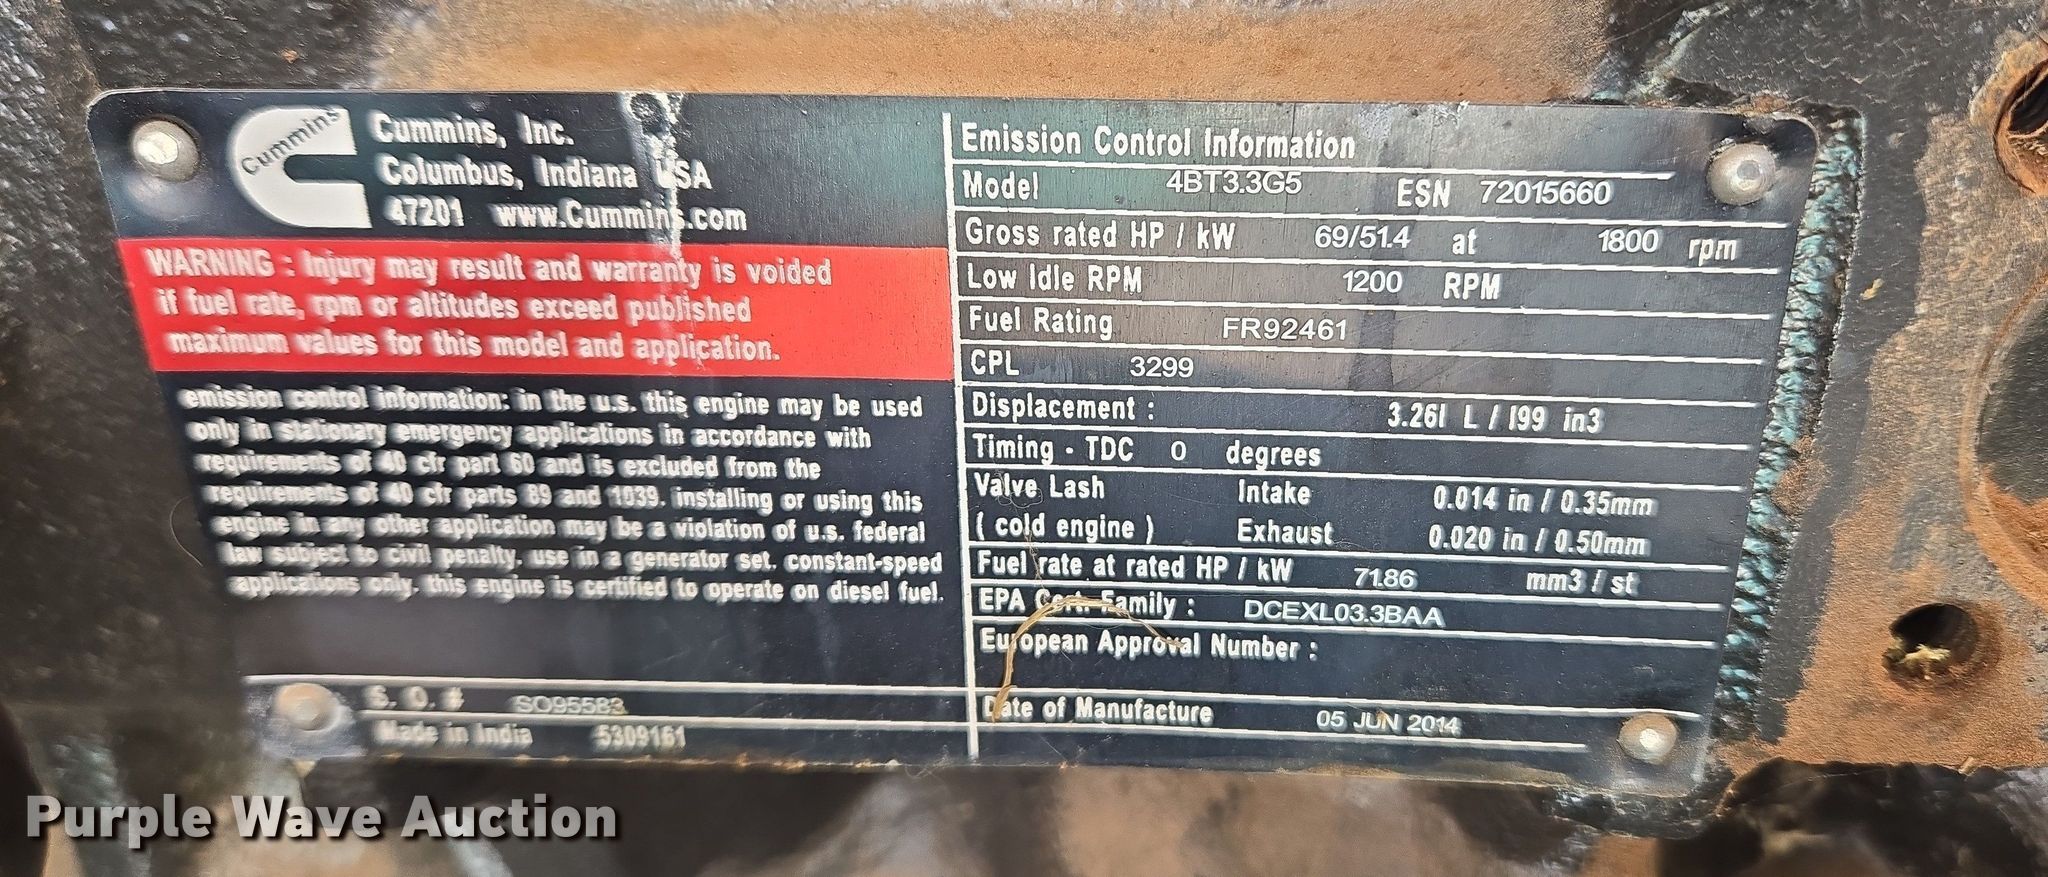 Cummins
Cummins, Inc.
Columbus, Indiana USA
47201 www.Cummins.com
WARNING : Injury may result and warranty is voided
if fuel rate, rpm or altitudes exceed published
maximum values for this model and application.
emission control information: in the u.s. this engine may be used
only in stationary emergency applications in accordance with
requirements of 40 cfr part 60 and is excluded from the
requirements of 40 cfr parts 89 and 1039. installing or using this
engine in any other application may be a violation of u.s. federal
law subject to civil penalty. use in a generator set. constant-speed
applications only. this engine is certified to operate on diesel fuel.
S. O. # SO95583
Made in India 5309161
Emission Control Information
Model 4BT3.3G5 ESN 72015660
Gross rated HP / kW 69/51.4 at 1800 rpm
Low Idle RPM 1200 RPM
Fuel Rating FR92461
CPL 3299
Displacement : 3.261 L / 199 in3
Timing - TDC 0 degrees
Valve Lash Intake 0.014 in / 0.35mm
( cold engine ) Exhaust 0.020 in / 0.50mm
Fuel rate at rated HP / kW 71.86 mm3 / st
EPA Cert. Family : DCEXL03.3BAA
European Approval Number :
Date of Manufacture 05 JUN 2014
Purple Wave Auction